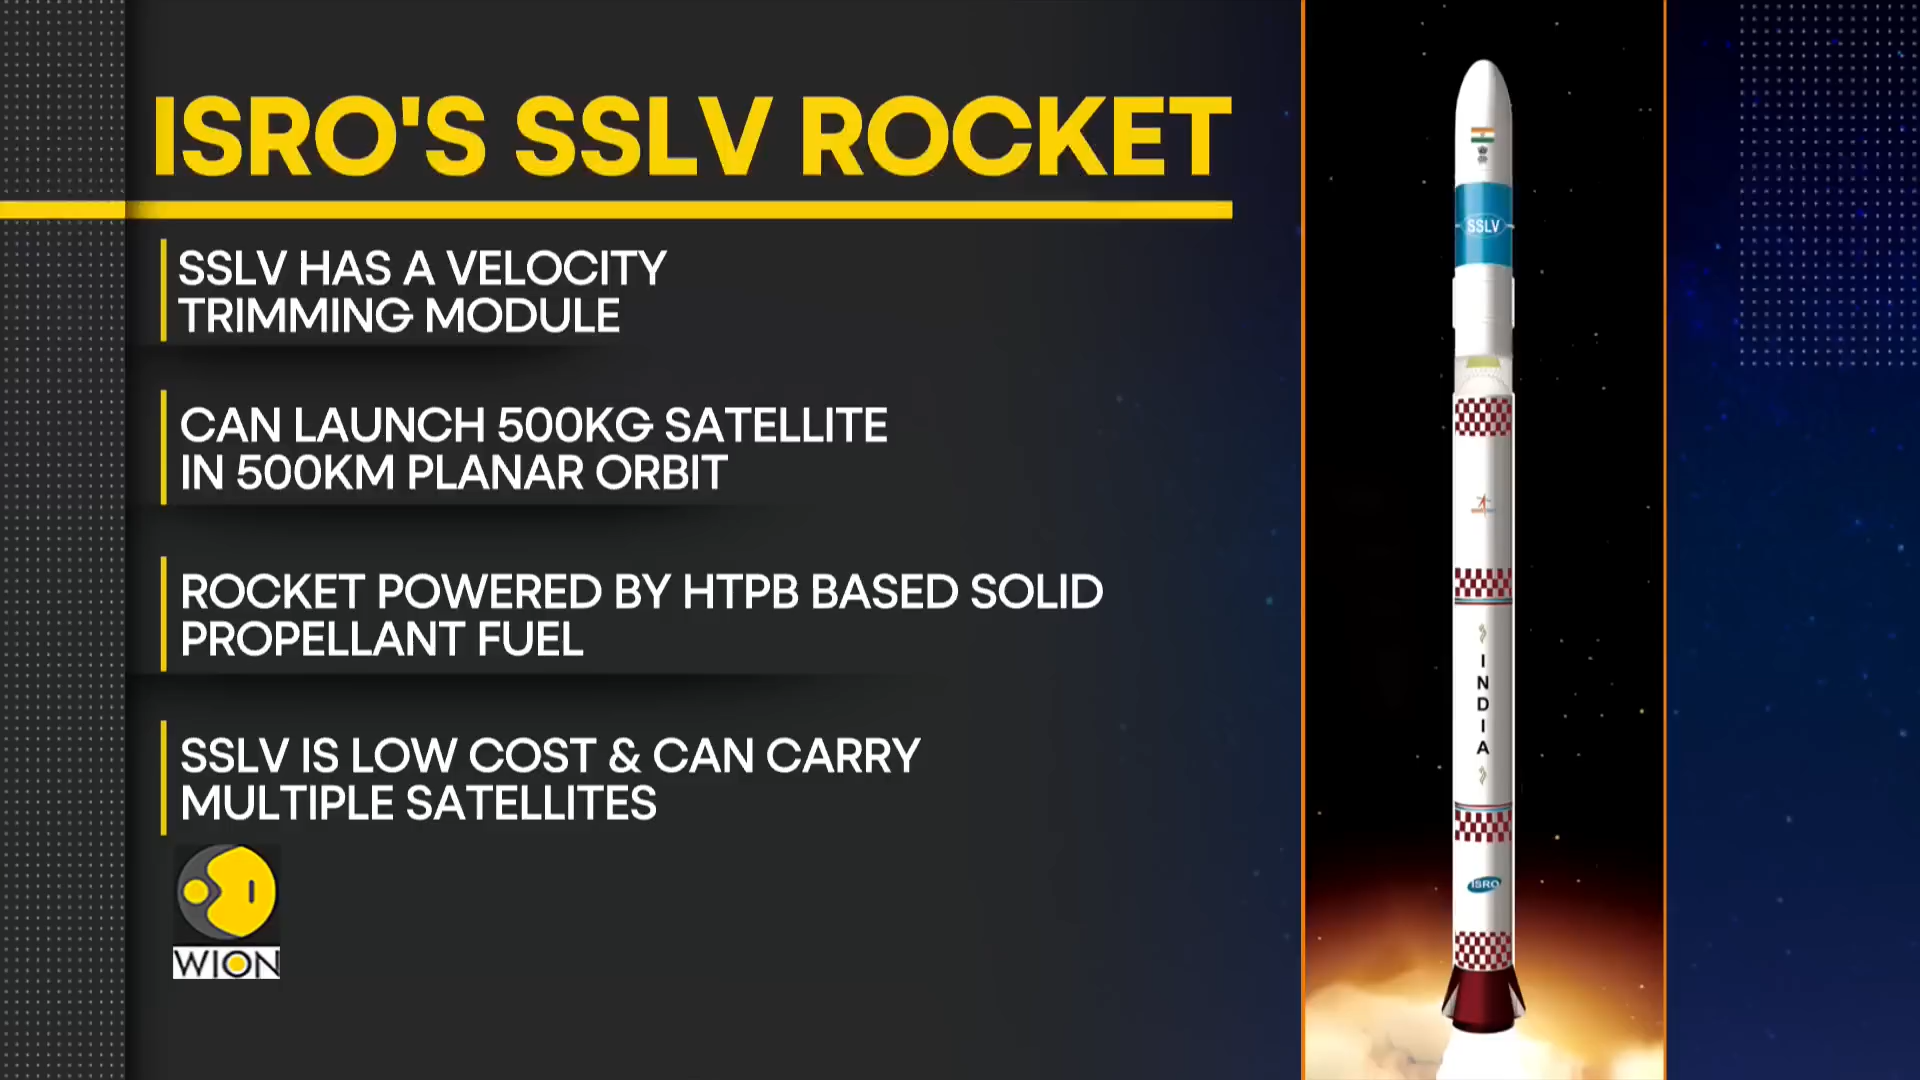 ISRO'S SSLV ROCKET
SSLV HAS A VELOCITY
TRIMMING MODULE
CAN LAUNCH 500KG SATELLITE
IN 500KM PLANAR ORBIT
ROCKET POWERED BY HTPB BASED SOLID
PROPELLANT FUEL
SSLV IS LOW COST & CAN CARRY
MULTIPLE SATELLITES
WION
SSLV
INDIA
ISRO